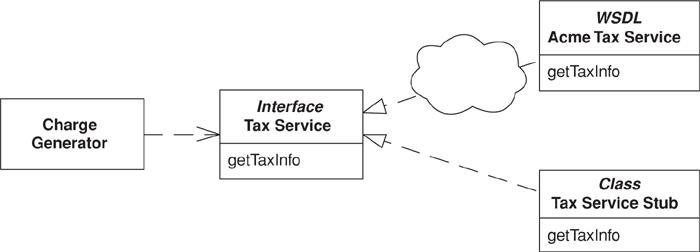 Charge
Generator
Interface
Tax Service
getTaxInfo
WSDL
Acme Tax Service
getTaxInfo
Class
Tax Service Stub
getTaxInfo